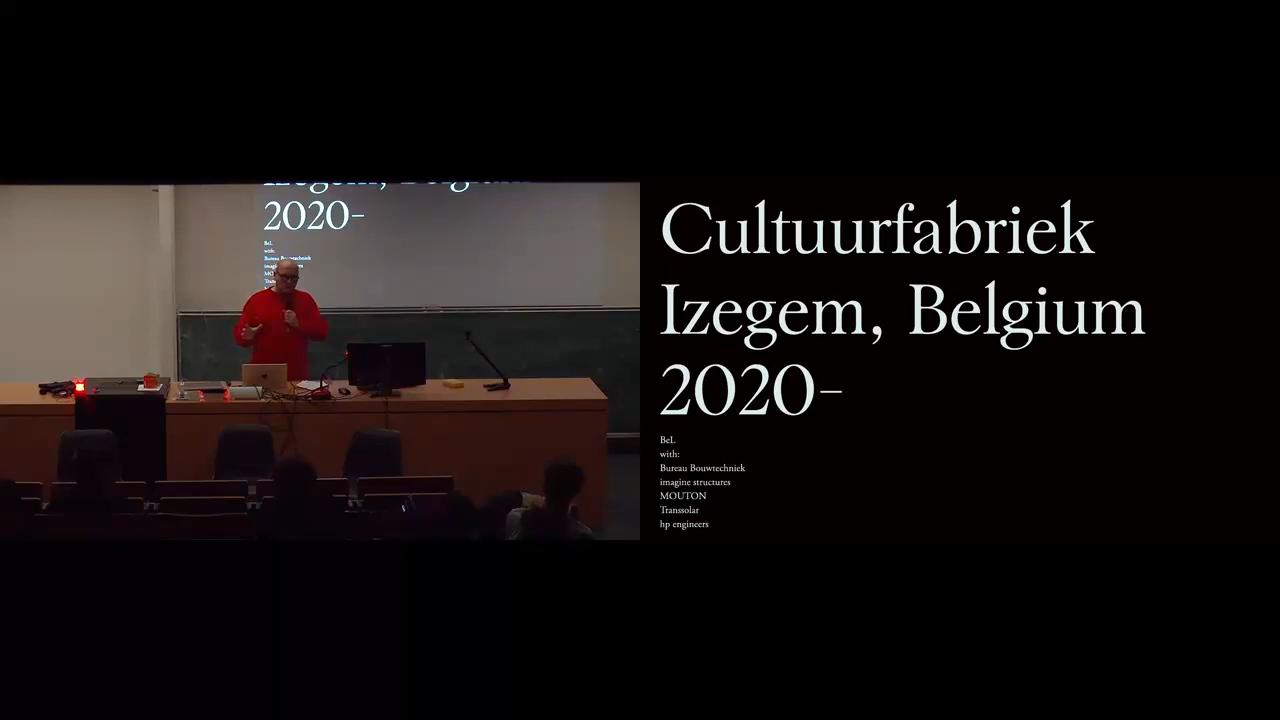 2020-
BeL
with:
Bureau Bouwtechniek
Cultuurfabriek
Izegem, Belgium
2020-
BeL
with:
Bureau Bouwtechniek
imagine structures
MOUTON
Transsolar
hp engineers